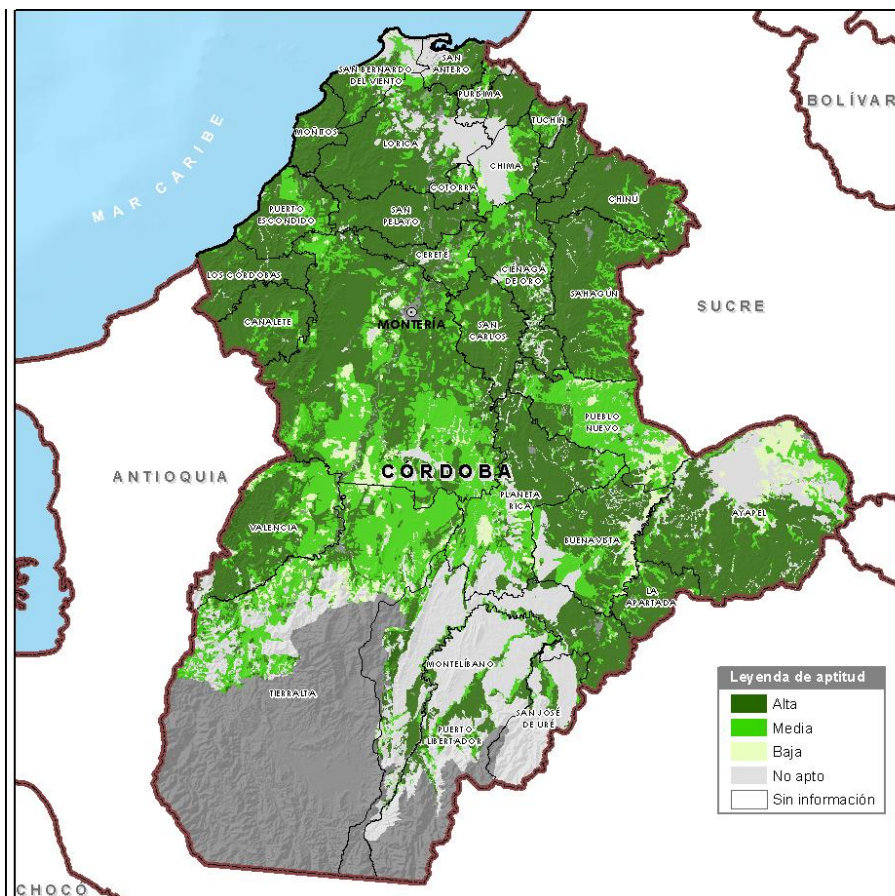 SAN
ANTERO
SAN BERNARDO
DEL VIENTO
BOLÍVAR
PURÍSIMA
TUCHÍN
MOÑITOS
LORICA
CHIMA
MAR CARIBE
COTORRA
CHINÚ
PUERTO
ESCONDIDO
SAN
PELAYO
CERETÉ
CIÉNAGA
DE ORO
LOS CÓRDOBAS
SAHAGÚN
SUCRE
CANALETE
MONTERÍA
SAN
CARLOS
PUEBLO
NUEVO
ANTIOQUIA
CÓRDOBA
PLANETA
RICA
AYAPEL
VALENCIA
BUENAVISTA
LA
APARTADA
MONTELÍBANO
TIERRALTA
SAN JOSÉ
DE URÉ
PUERTO
LIBERTADOR
Leyenda de aptitud
Alta
Media
Baja
No apto
Sin información
CHOCÓ